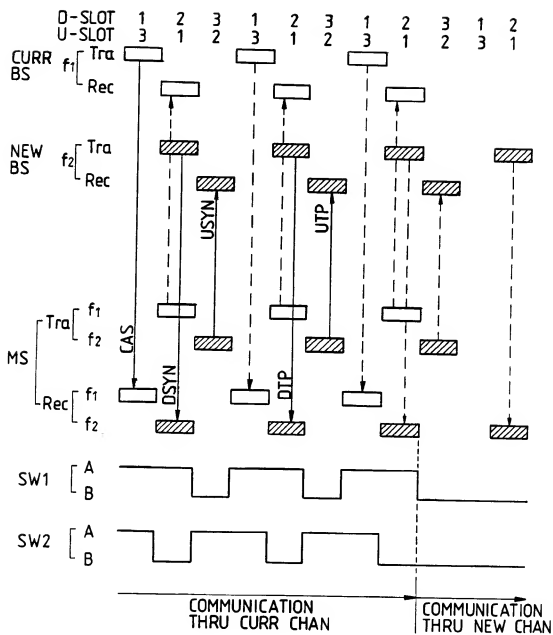 D-SLOT 1 2 3 1 2 3 1 2 3 1 2
U-SLOT 3 1 2 3 1 2 3 1 2 3 1
CURR BS f1 Tra
Rec
NEW BS f2 Tra
Rec
USYN
UTP
MS Tra f1
f2
CAS
DSYN
DTP
Rec f1
f2
SW1 A
B
SW2 A
B
COMMUNICATION THRU CURR CHAN
COMMUNICATION THRU NEW CHAN